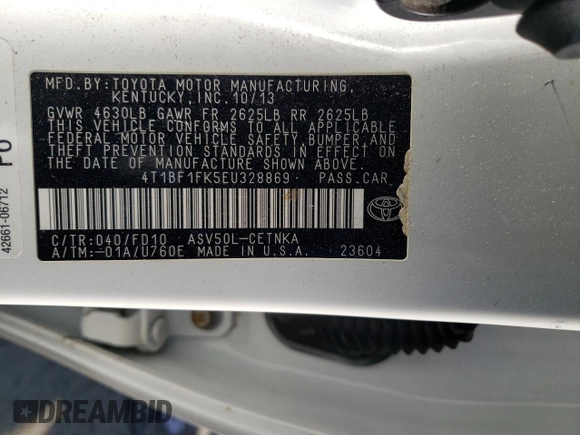 MFD.BY:TOYOTA MOTOR MANUFACTURING,
KENTUCKY,INC.10/13
GVWR 4630LB GAWR FR 2625LB RR 2625LB
THIS VEHICLE CONFORMS TO ALL APPLICABLE
FEDERAL MOTOR VEHICLE SAFETY,BUMPER,AND
THEFT PREVENTION STANDARDS IN EFFECT ON
THE DATE OF MANUFACTURE SHOWN ABOVE.
4T1BF1FK5EU328869 PASS.CAR
C/TR:040/FD10 ASV50L-CETNKA
A/TM:-01A/U760E MADE IN U.S.A. 23604
42661-06712
DREAMBID